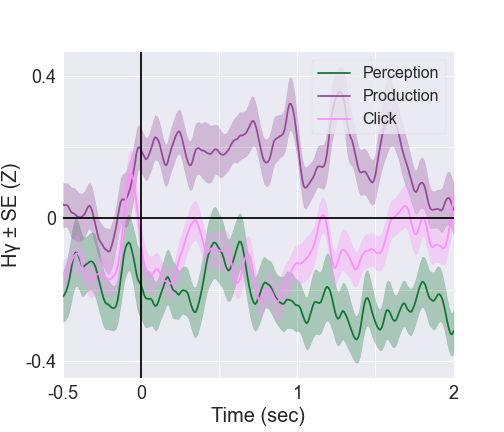 Perception
Production
Click
Hγ ± SE (Z)
0.4
0
-0.4
-0.5
0
1
2
Time (sec)